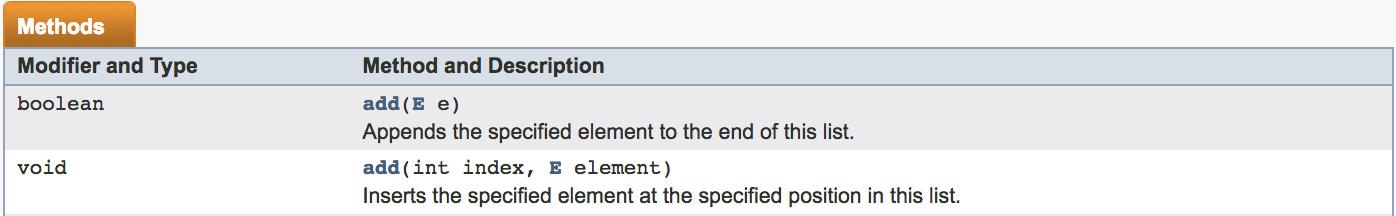 Methods
Modifier and Type Method and Description
boolean add(E e)
Appends the specified element to the end of this list.
void add(int index, E element)
Inserts the specified element at the specified position in this list.